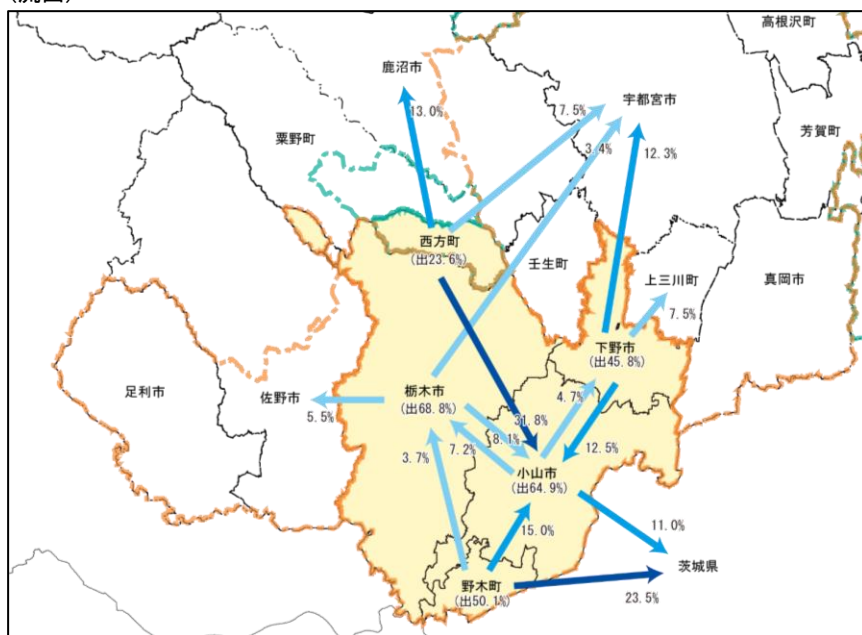 高根沢町
鹿沼市
宇都宮市
7.5%
13.0%
芳賀町
粟野町
3.4%
12.3%
西方町
(出23.6%)
壬生町
上三川町
真岡市
7.5%
下野市
(出45.8%)
足利市
佐野市
栃木市
(出68.8%)
5.5%
4.7%
31.8%
8.1%
7.2%
12.5%
3.7%
小山市
(出64.9%)
11.0%
15.0%
茨城県
野木町
(出50.1%)
23.5%